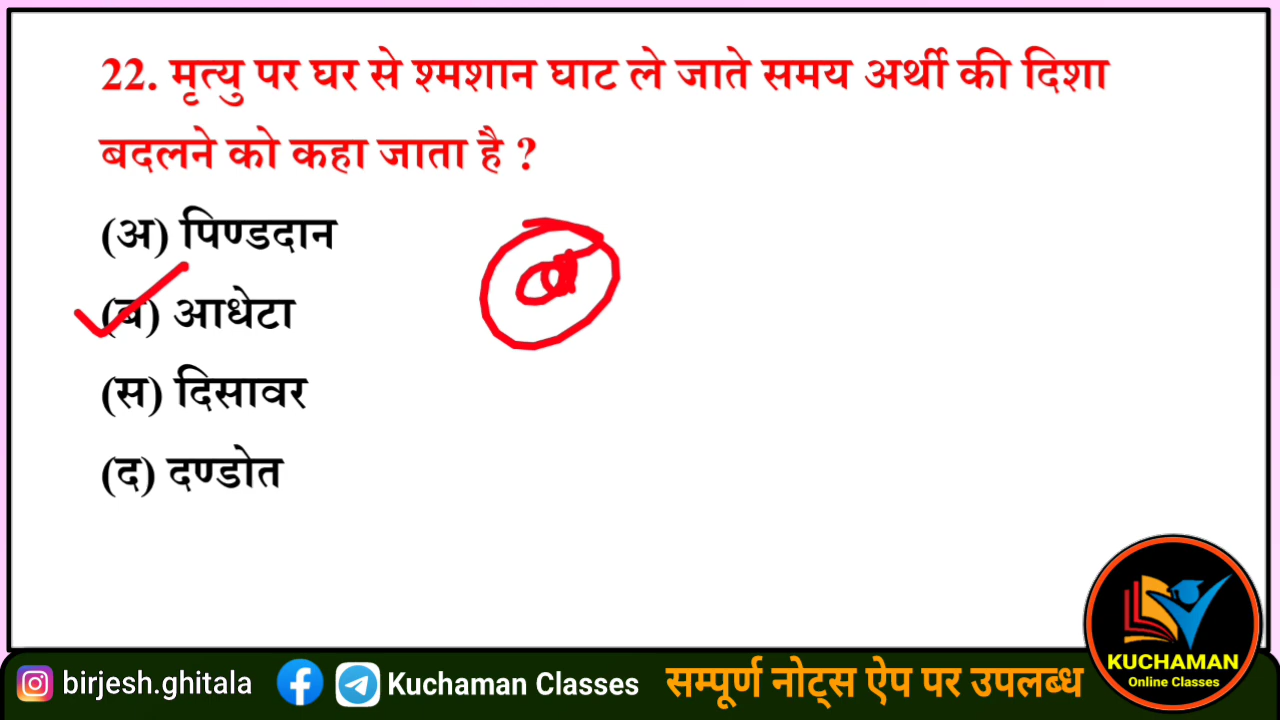 22. मृत्यु पर घर से श्मशान घाट ले जाते समय अर्थी की दिशा
बदलने को कहा जाता है ?
(अ) पिण्डदान
(ब) आधेटा
(स) दिसावर
(द) दण्डोत
KUCHAMAN
Online Classes
birjesh.ghitala
Kuchaman Classes
सम्पूर्ण नोट्स ऐप पर उपलब्ध